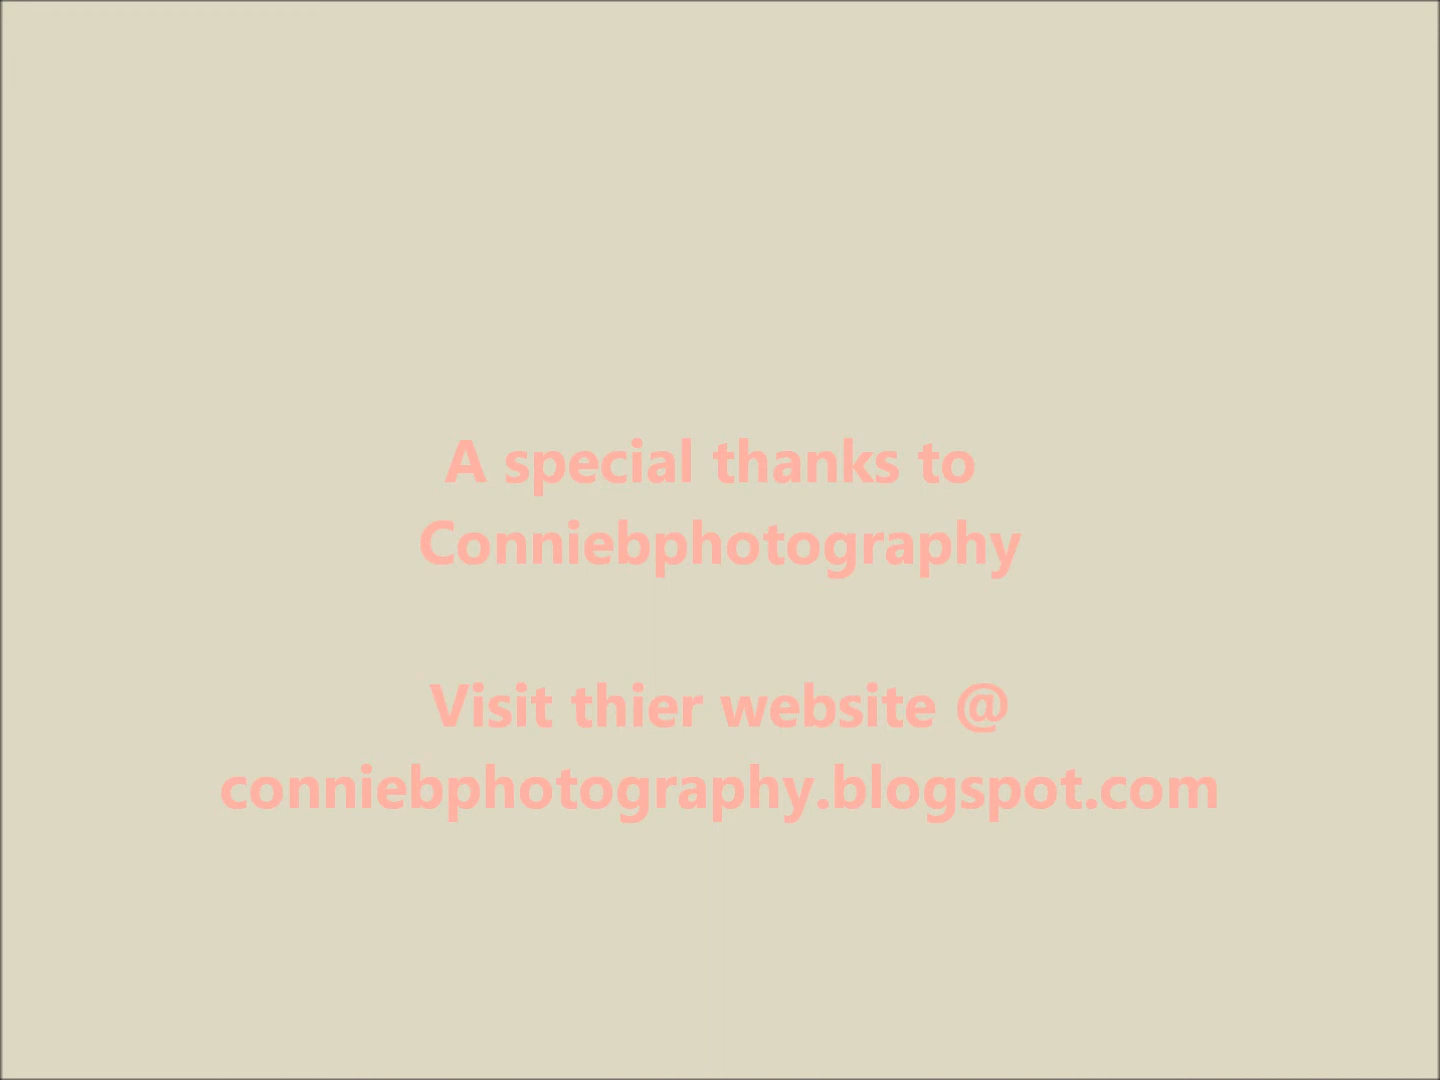 A special thanks to
Conniebphotography
Visit thier website @
conniebphotography.blogspot.com